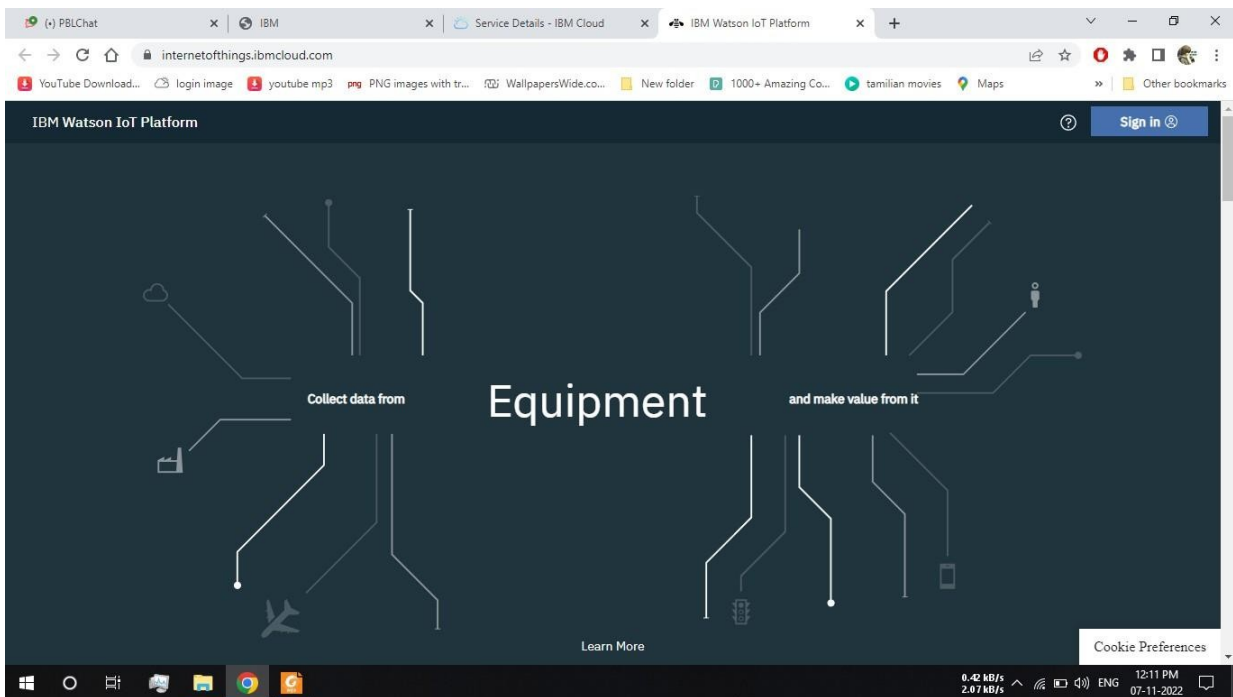 (•) PBLChat
IBM
Service Details - IBM Cloud
IBM Watson IoT Platform
internetofthings.ibmcloud.com
YouTube Download...
login image
youtube mp3
png PNG images with tr...
WallpapersWide.co...
New folder
D 1000+ Amazing Co...
tamilian movies
Maps
»
Other bookmarks
IBM Watson IoT Platform
Sign in
Collect data from
Equipment
and make value from it
Learn More
Cookie Preferences
0.42 kB/s
2.07 kB/s
ENG
12:11 PM
07-11-2022